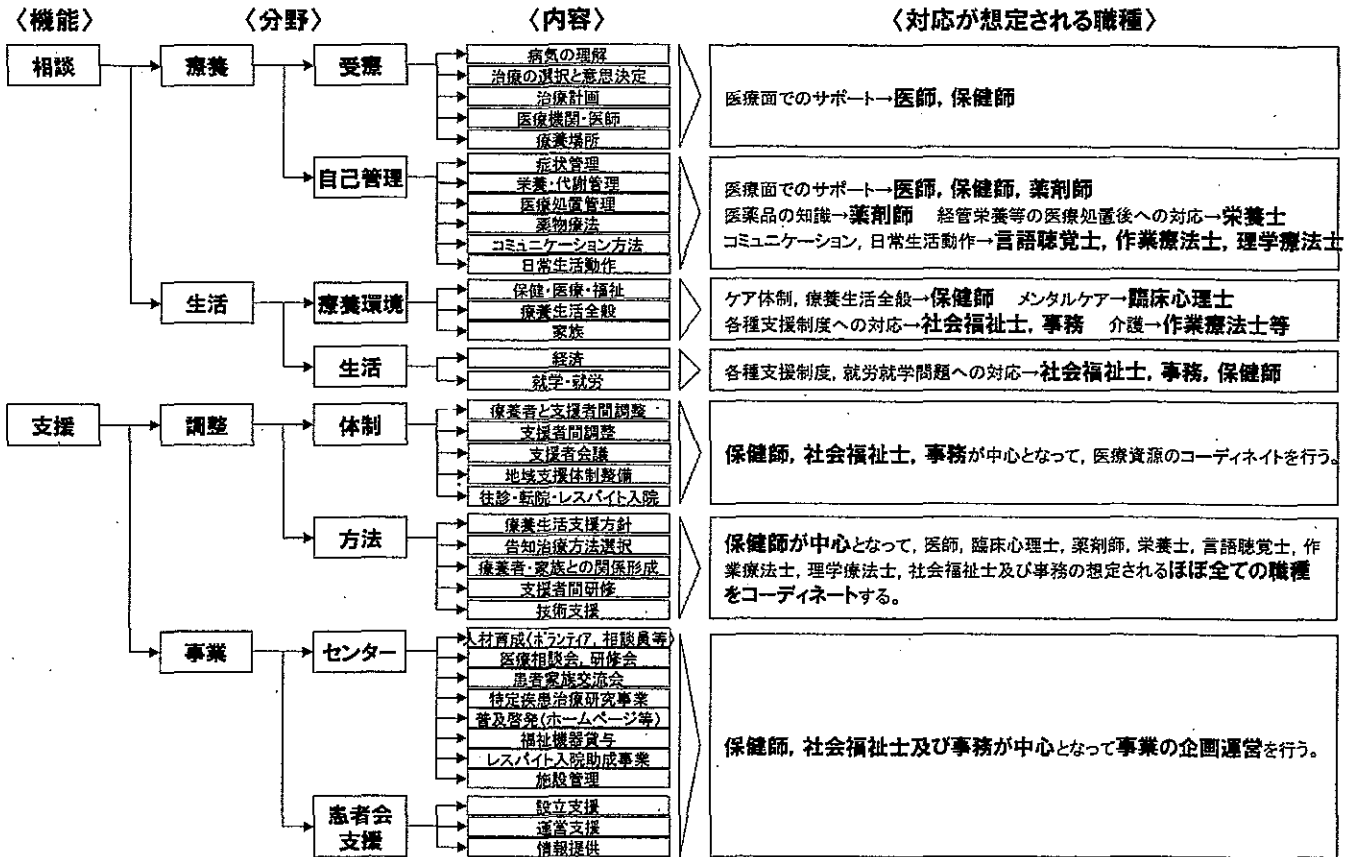 〈機能〉 〈分野〉 〈内容〉 〈対応が想定される職種〉
相談
療養
受療
病気の理解
治療の選択と意思決定
治療計画
医療機関・医師
療養場所
医療面でのサポート→医師, 保健師
自己管理
症状管理
栄養・代謝管理
医療処置管理
薬物療法
コミュニケーション方法
日常生活動作
医療面でのサポート→医師, 保健師, 薬剤師
医薬品の知識→薬剤師 経管栄養等の医療処置後への対応→栄養士
コミュニケーション, 日常生活動作→言語聴覚士, 作業療法士, 理学療法士
生活
療養環境
保健・医療・福祉
療養生活全般
家族
ケア体制, 療養生活全般→保健師 メンタルケア→臨床心理士
各種支援制度への対応→社会福祉士, 事務 介護→作業療法士等
生活
経済
就学・就労
各種支援制度, 就労就学問題への対応→社会福祉士, 事務, 保健師
支援
調整
体制
療養者と支援者間調整
支援者間調整
支援者会議
地域支援体制整備
往診・転院・レスパイト入院
保健師, 社会福祉士, 事務が中心となって, 医療資源のコーディネイトを行う。
方法
療養生活支援方針
告知治療方法選択
療養者・家族との関係形成
支援者間研修
技術支援
保健師が中心となって, 医師, 臨床心理士, 薬剤師, 栄養士, 言語聴覚士, 作
業療法士, 理学療法士, 社会福祉士及び事務の想定されるほぼ全ての職種
をコーディネートする。
事業
センター
人材育成(ボランティア, 相談員等)
医療相談会, 研修会
患者家族交流会
特定疾患治療研究事業
普及啓発(ホームページ等)
福祉機器貸与
レスパイト入院助成事業
施設管理
保健師, 社会福祉士及び事務が中心となって事業の企画運営を行う。
患者会
支援
設立支援
運営支援
情報提供